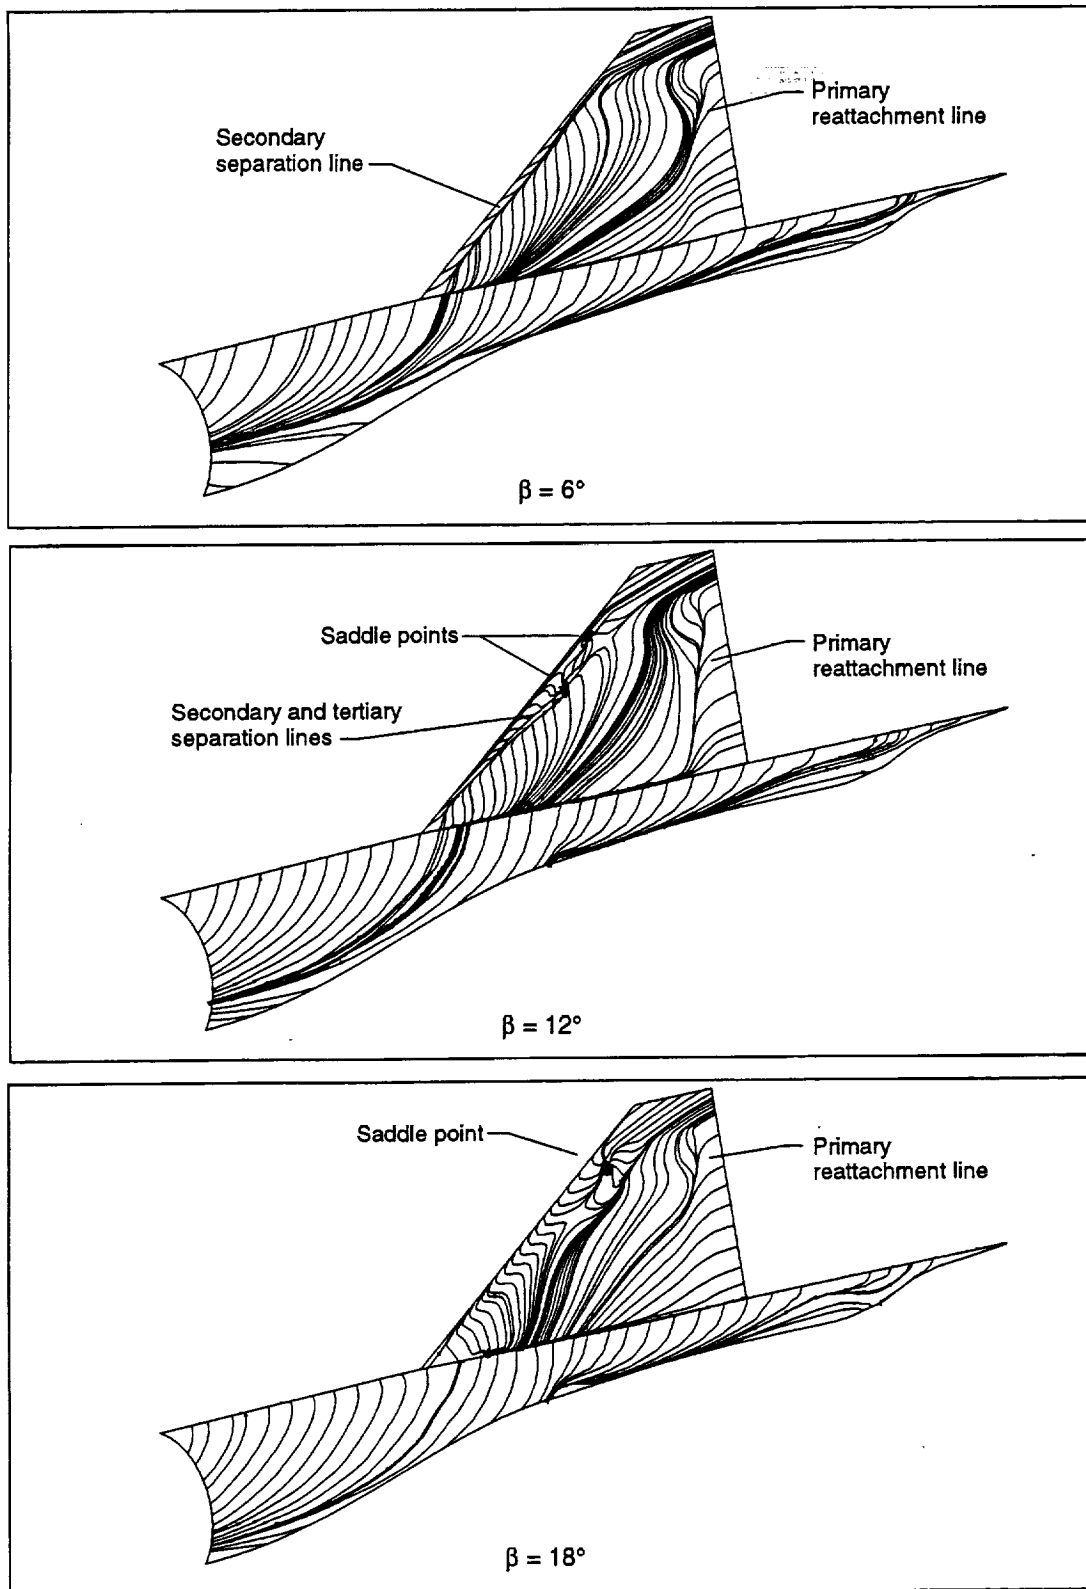 Secondary
separation line
Primary
reattachment line
β = 6°
Saddle points
Secondary and tertiary
separation lines
Primary
reattachment line
β = 12°
Saddle point
Primary
reattachment line
β = 18°